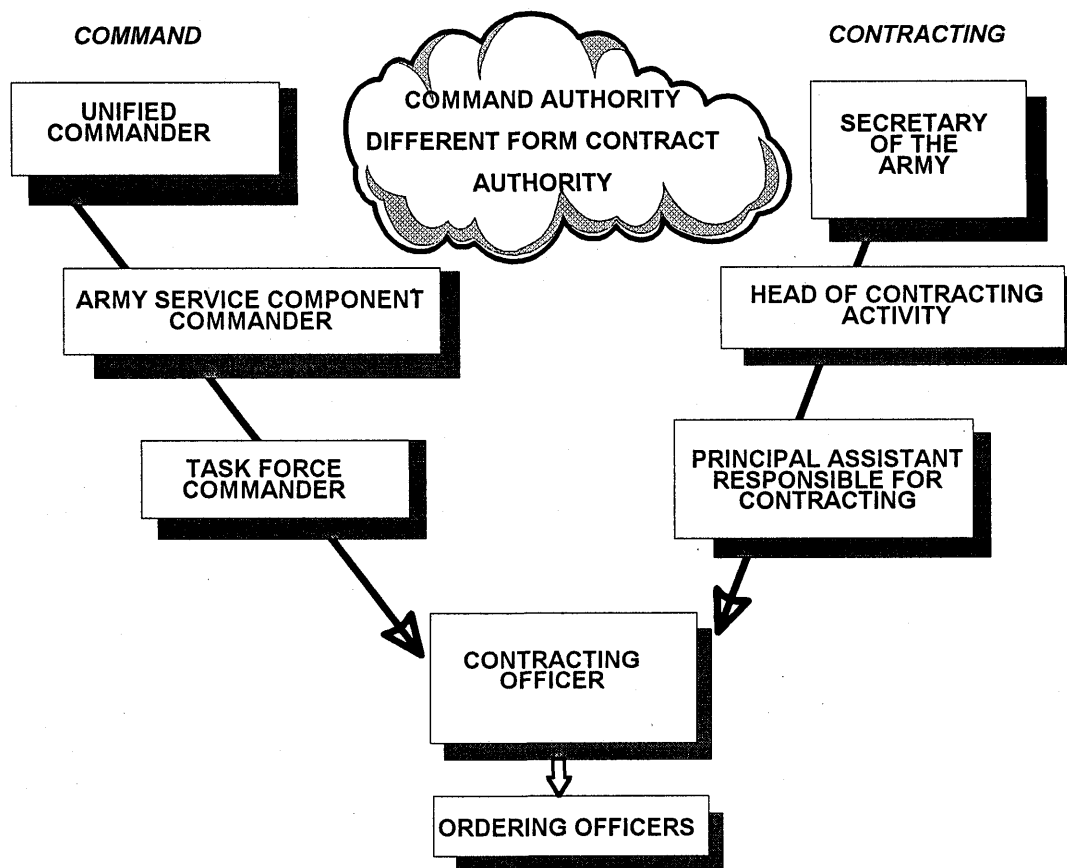 COMMAND
UNIFIED
COMMANDER
ARMY SERVICE COMPONENT
COMMANDER
TASK FORCE
COMMANDER
COMMAND AUTHORITY
DIFFERENT FORM CONTRACT
AUTHORITY
CONTRACTING
SECRETARY
OF THE
ARMY
HEAD OF CONTRACTING
ACTIVITY
PRINCIPAL ASSISTANT
RESPONSIBLE FOR
CONTRACTING
CONTRACTING
OFFICER
ORDERING OFFICERS